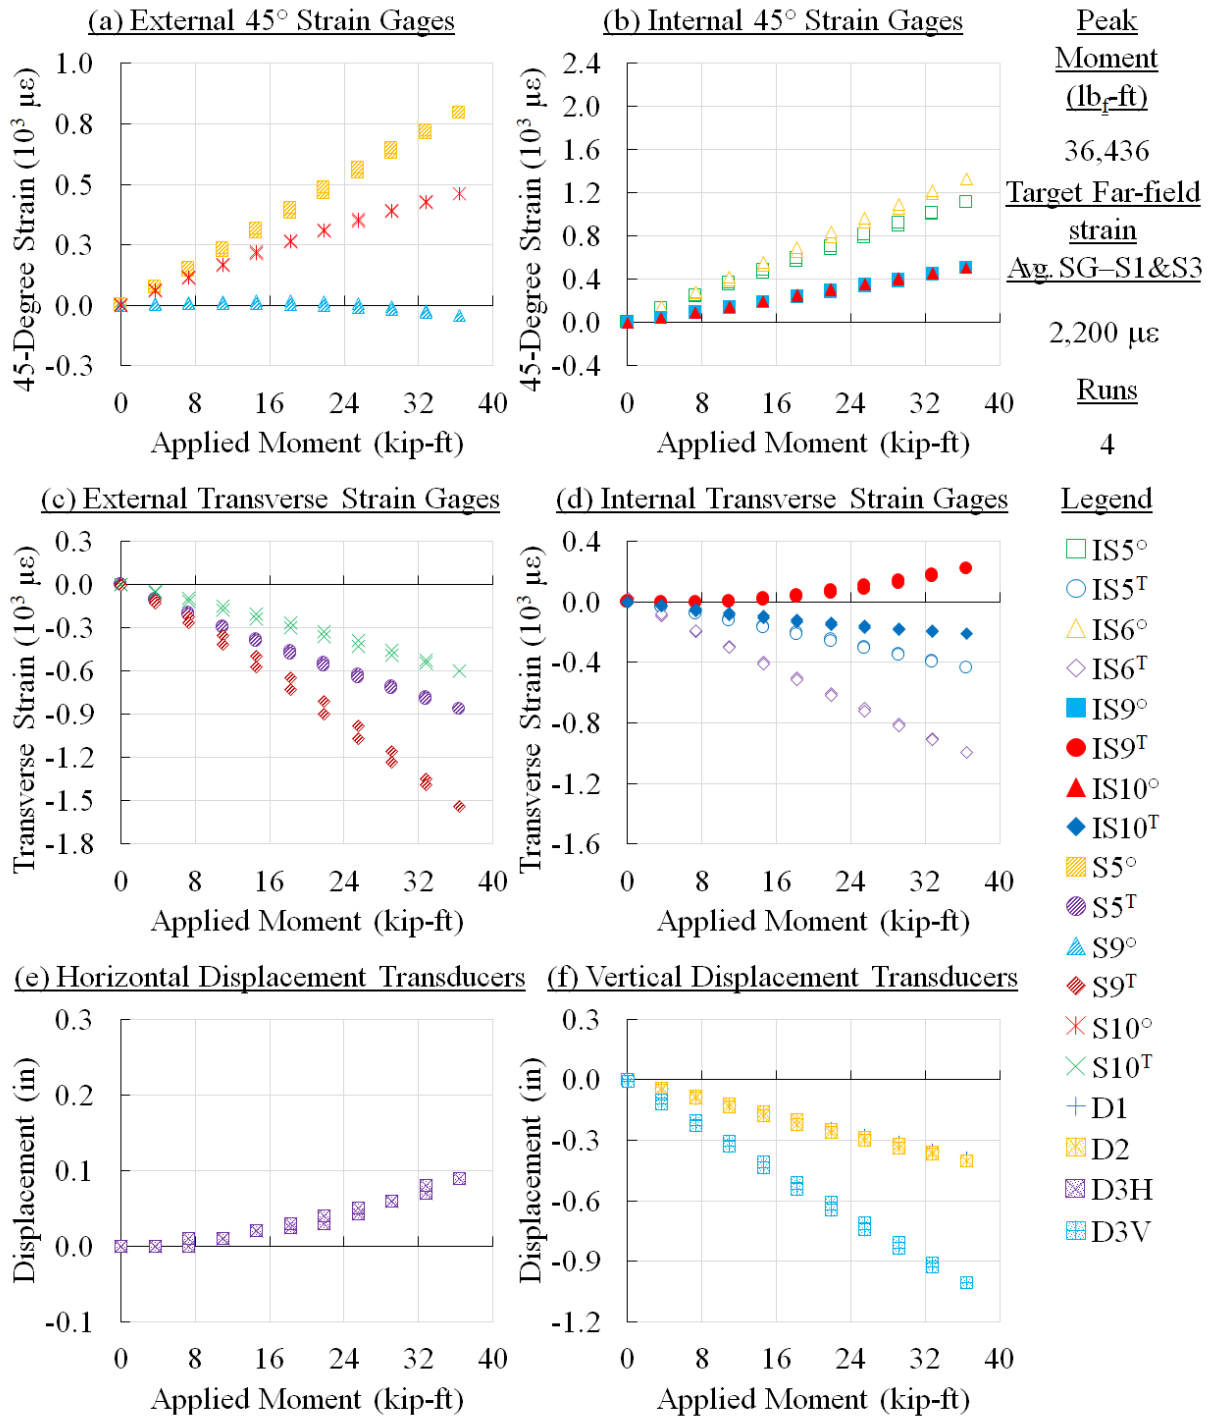 (a) External 45° Strain Gages
45-Degree Strain (10³ με)
1.0
0.8
0.5
0.3
0.0
-0.3
0
8
16
24
32
40
Applied Moment (kip-ft)
(b) Internal 45° Strain Gages
45-Degree Strain (10³ με)
2.4
2.0
1.6
1.2
0.8
0.4
0.0
-0.4
0
8
16
24
32
40
Applied Moment (kip-ft)
Peak
Moment
(lb_f-ft)
36,436
Target Far-field
strain
Avg. SG–S1&S3
2,200 με
Runs
4
(c) External Transverse Strain Gages
Transverse Strain (10³ με)
0.3
0.0
-0.3
-0.6
-0.9
-1.2
-1.5
-1.8
0
8
16
24
32
40
Applied Moment (kip-ft)
(d) Internal Transverse Strain Gages
Transverse Strain (10³ με)
0.4
0.0
-0.4
-0.8
-1.2
-1.6
0
8
16
24
32
40
Applied Moment (kip-ft)
(e) Horizontal Displacement Transducers
Displacement (in)
0.3
0.2
0.1
0.0
-0.1
0
8
16
24
32
40
Applied Moment (kip-ft)
(f) Vertical Displacement Transducers
Displacement (in)
0.3
0.0
-0.3
-0.6
-0.9
-1.2
0
8
16
24
32
40
Applied Moment (kip-ft)
Legend
IS5°
IS5ᵀ
IS6°
IS6ᵀ
IS9°
IS9ᵀ
IS10°
IS10ᵀ
S5°
S5ᵀ
S9°
S9ᵀ
S10°
S10ᵀ
D1
D2
D3H
D3V